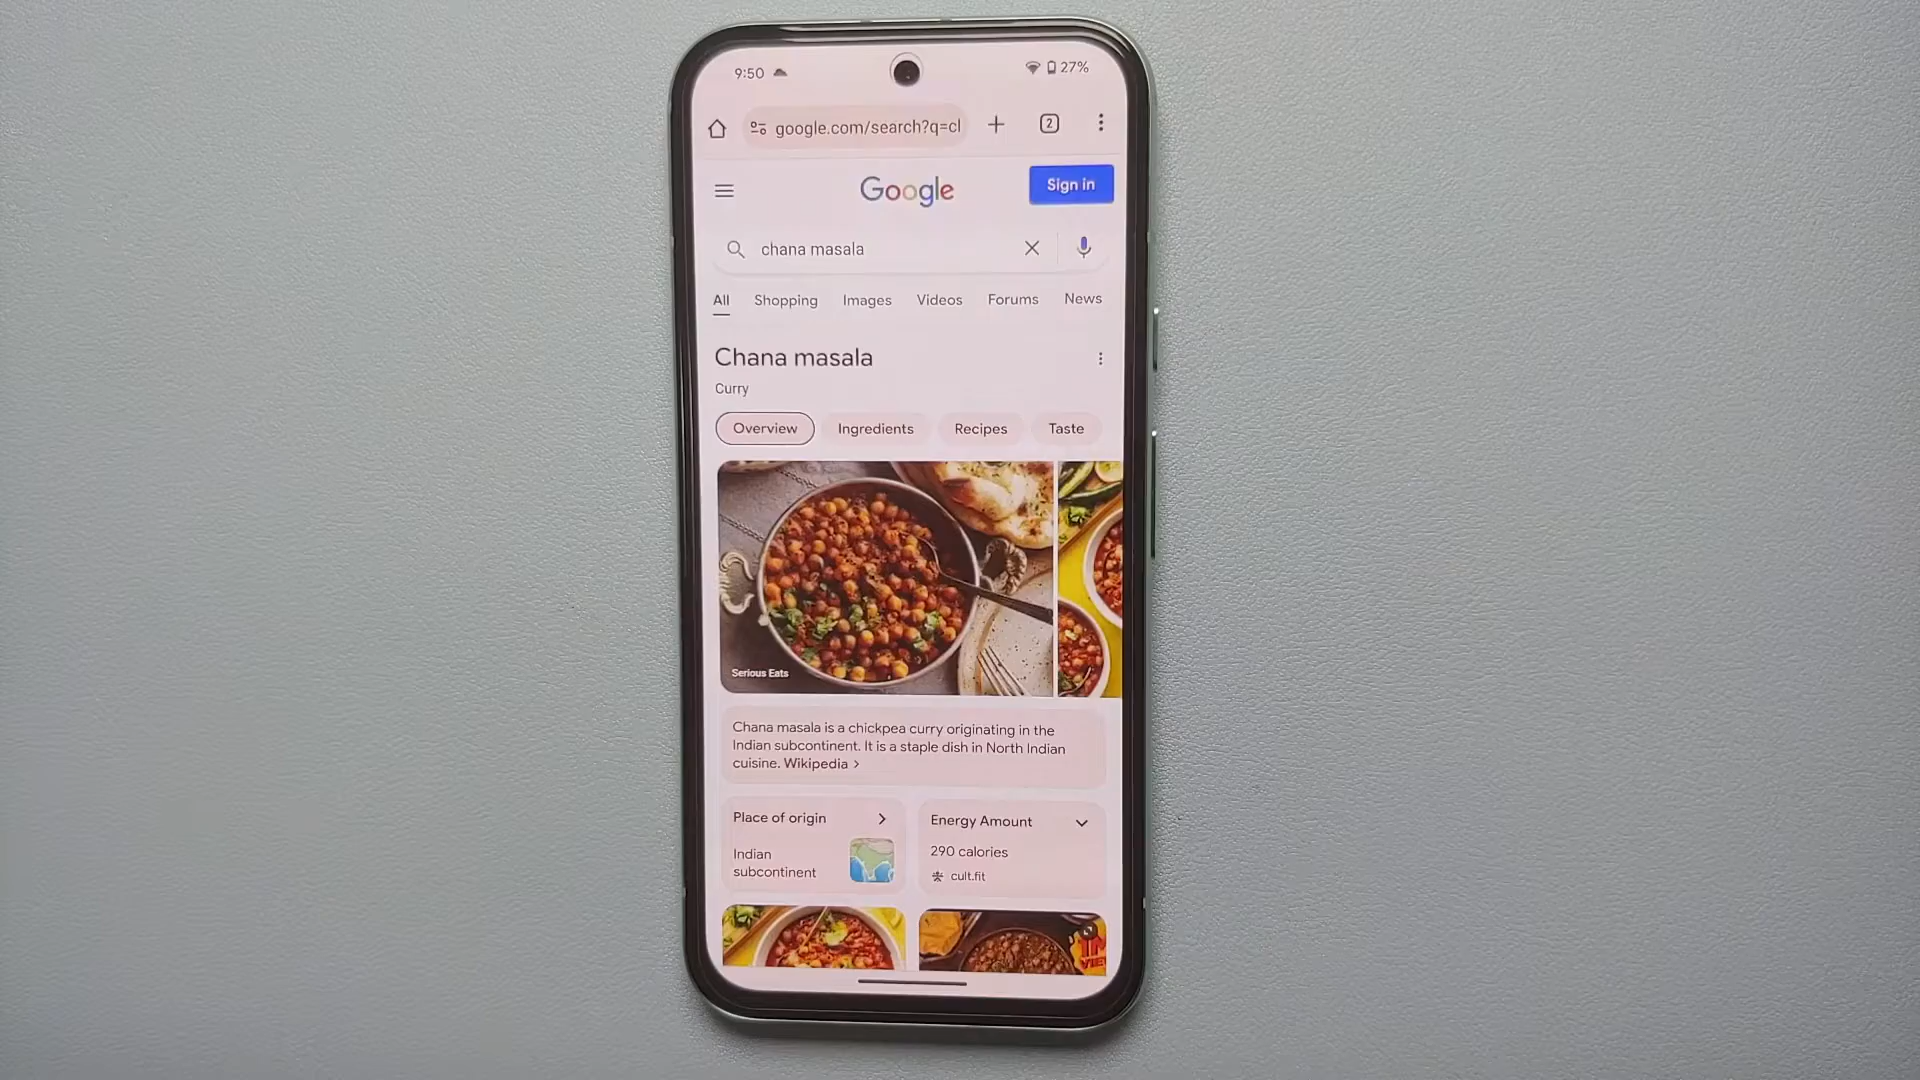 9:50
27%
google.com/search?q=cl
2
Google
Sign in
chana masala
All Shopping Images Videos Forums News
Chana masala
Curry
Overview Ingredients Recipes Taste
Serious Eats
Chana masala is a chickpea curry originating in the
Indian subcontinent. It is a staple dish in North Indian
cuisine. Wikipedia >
Place of origin
Indian
subcontinent
Energy Amount
290 calories
cult.fit